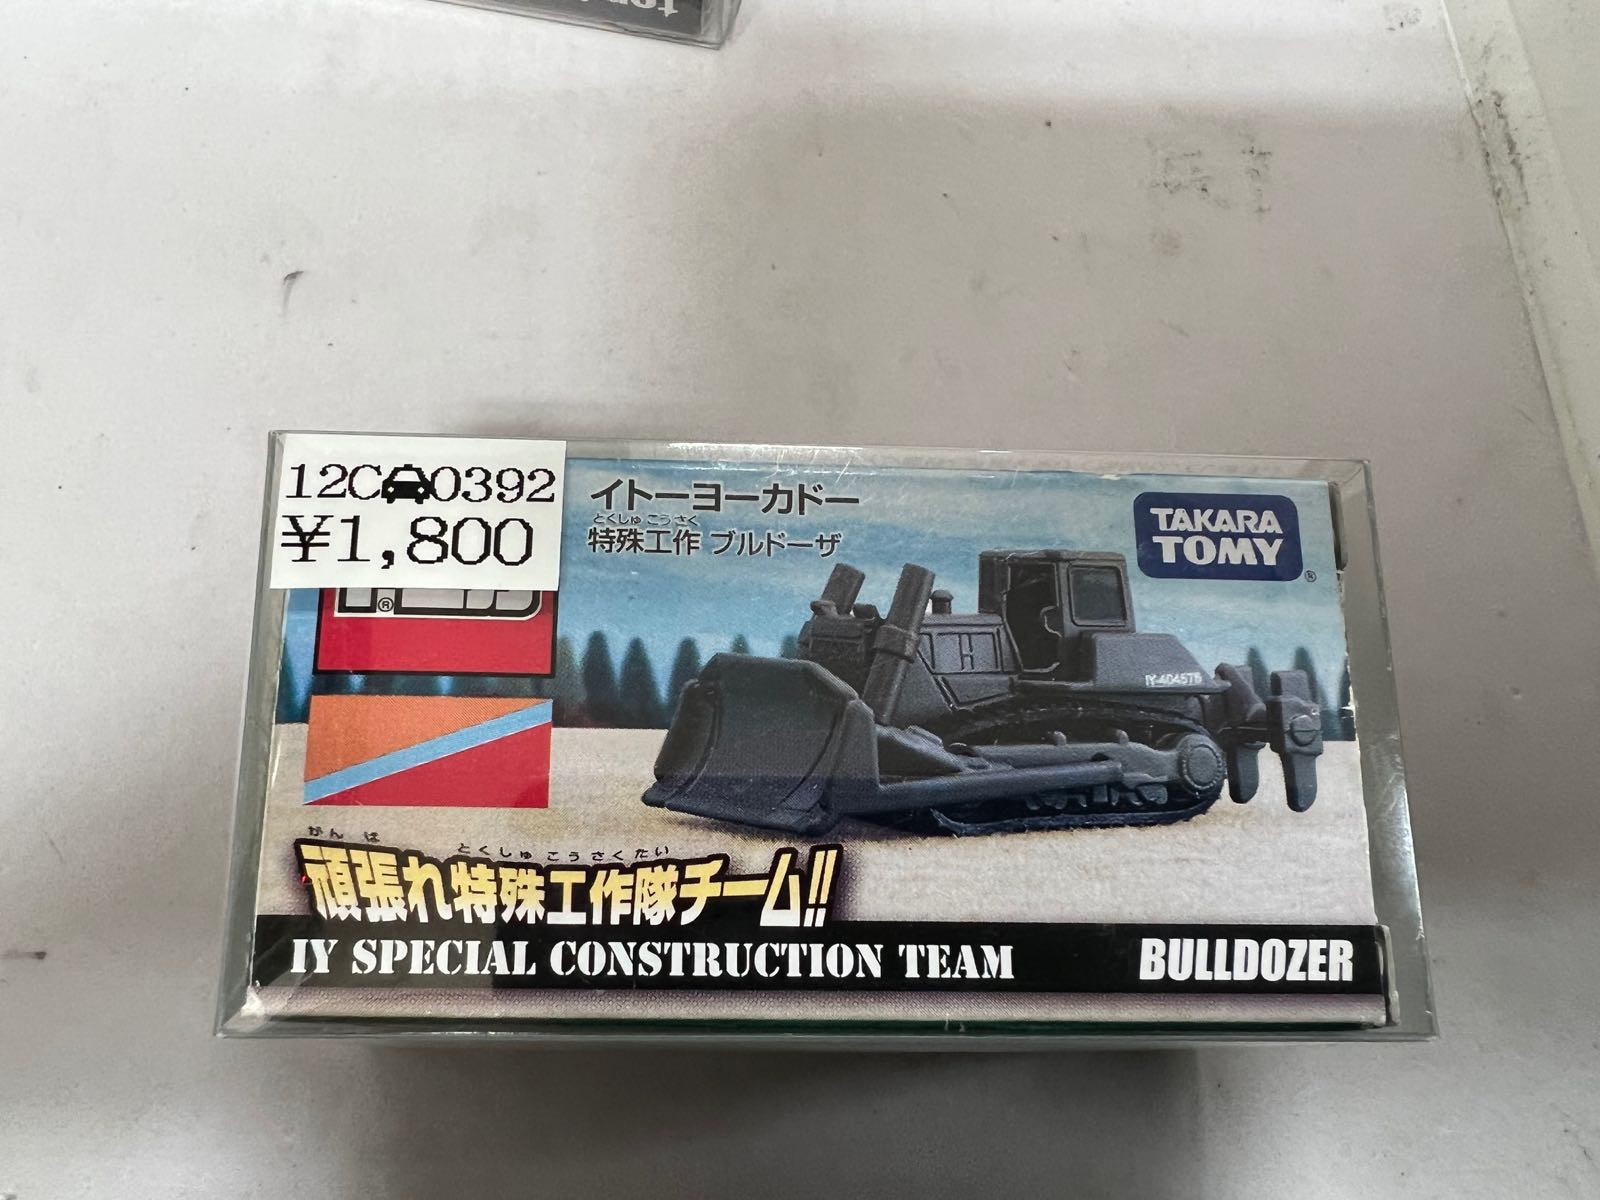 12C0392
¥1,800
イトーヨーカドー
とくしゅ こうさく
特殊工作 ブルドーザ
TAKARA
TOMY
®
®
IY-404576
がん ば
とくしゅこうさくたい
頑張れ特殊工作隊チーム!!
IY SPECIAL CONSTRUCTION TEAM
BULLDOZER